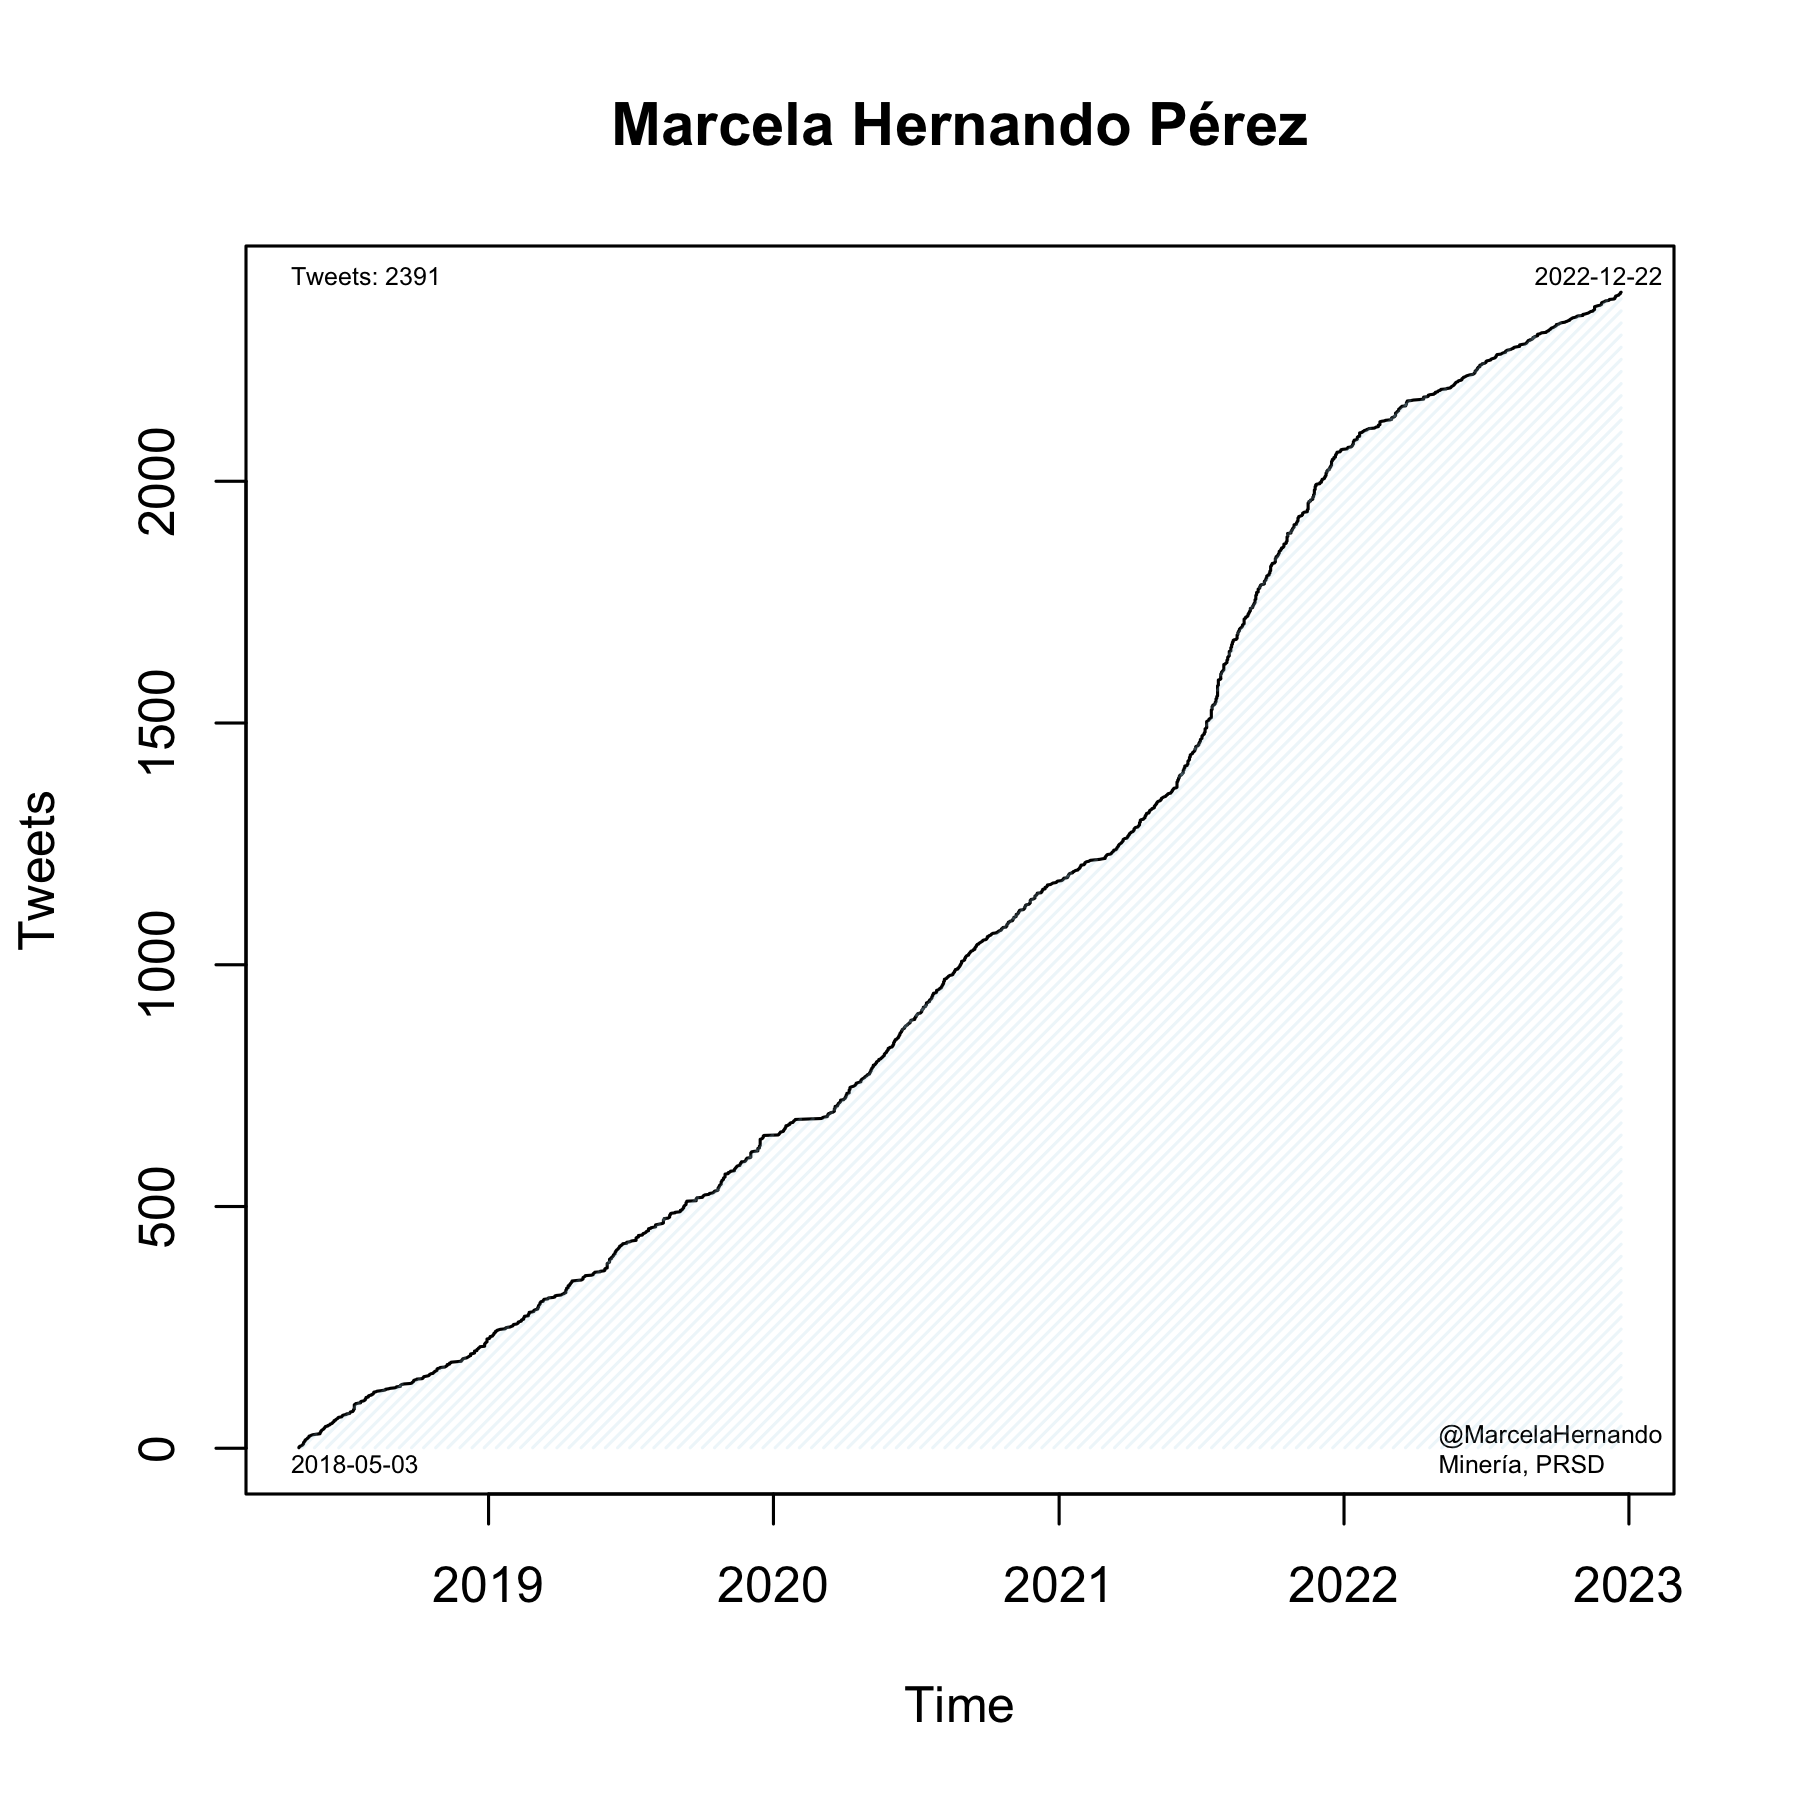 Marcela Hernando Pérez
Tweets: 2391
2022-12-22
Tweets
2000
1500
1000
500
0
2018-05-03
@MarcelaHernando
Minería, PRSD
2019 2020 2021 2022 2023
Time